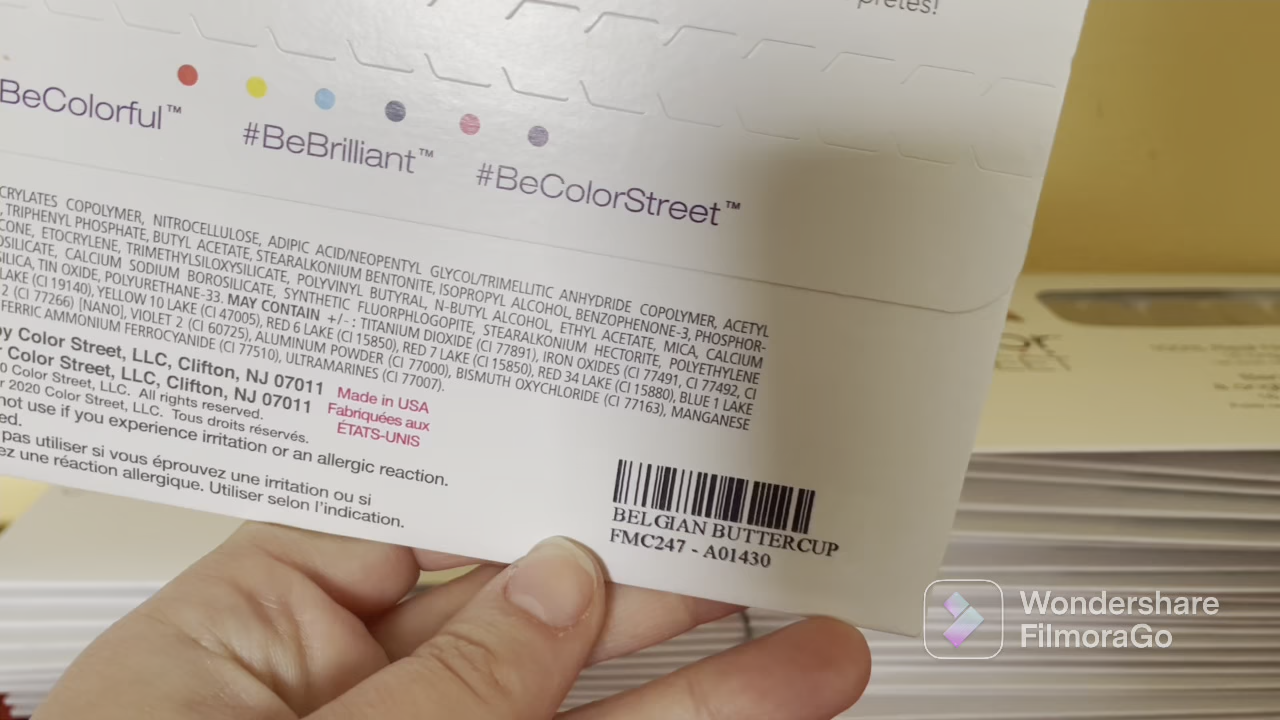 prêtes!
BeColorful™
#BeBrilliant™
#BeColorStreet™
CRYLATES COPOLYMER, NITROCELLULOSE, ADIPIC ACID/NEOPENTYL GLYCOL/TRIMELLITIC ANHYDRIDE COPOLYMER, ACETYL
, TRIPHENYL PHOSPHATE, BUTYL ACETATE, STEARALKONIUM BENTONITE, ISOPROPYL ALCOHOL, BENZOPHENONE-3, PHOSPHOR-
CONE, ETOCRYLENE, TRIMETHYLSILOXYSILICATE, POLYVINYL BUTYRAL, N-BUTYL ALCOHOL, ETHYL ACETATE, MICA, CALCIUM
OSILICATE, CALCIUM SODIUM BOROSILICATE, SYNTHETIC FLUORPHLOGOPITE, STEARALKONIUM HECTORITE, POLYETHYLENE
SILICA, TIN OXIDE, POLYURETHANE-33. MAY CONTAIN +/-: TITANIUM DIOXIDE (CI 77891), IRON OXIDES (CI 77491, CI 77492, CI
LAKE (CI 19140), YELLOW 10 LAKE (CI 47005), RED 6 LAKE (CI 15850), RED 7 LAKE (CI 15850), RED 34 LAKE (CI 15880), BLUE 1 LAKE
2 (CI 77266) [NANO], VIOLET 2 (CI 60725), ALUMINUM POWDER (CI 77000), BISMUTH OXYCHLORIDE (CI 77163), MANGANESE
FERRIC AMMONIUM FERROCYANIDE (CI 77510), ULTRAMARINES (CI 77007).
by Color Street, LLC, Clifton, NJ 07011
r Color Street, LLC, Clifton, NJ 07011
0 Color Street, LLC. All rights reserved.
r 2020 Color Street, LLC. Tous droits réservés.
Made in USA
Fabriquées aux
ÉTATS-UNIS
not use if you experience irritation or an allergic reaction.
ed.
pas utiliser si vous éprouvez une irritation ou si
ez une réaction allergique. Utiliser selon l'indication.
BELGIAN BUTTERCUP
FMC247 - A01430
Wondershare
FilmoraGo